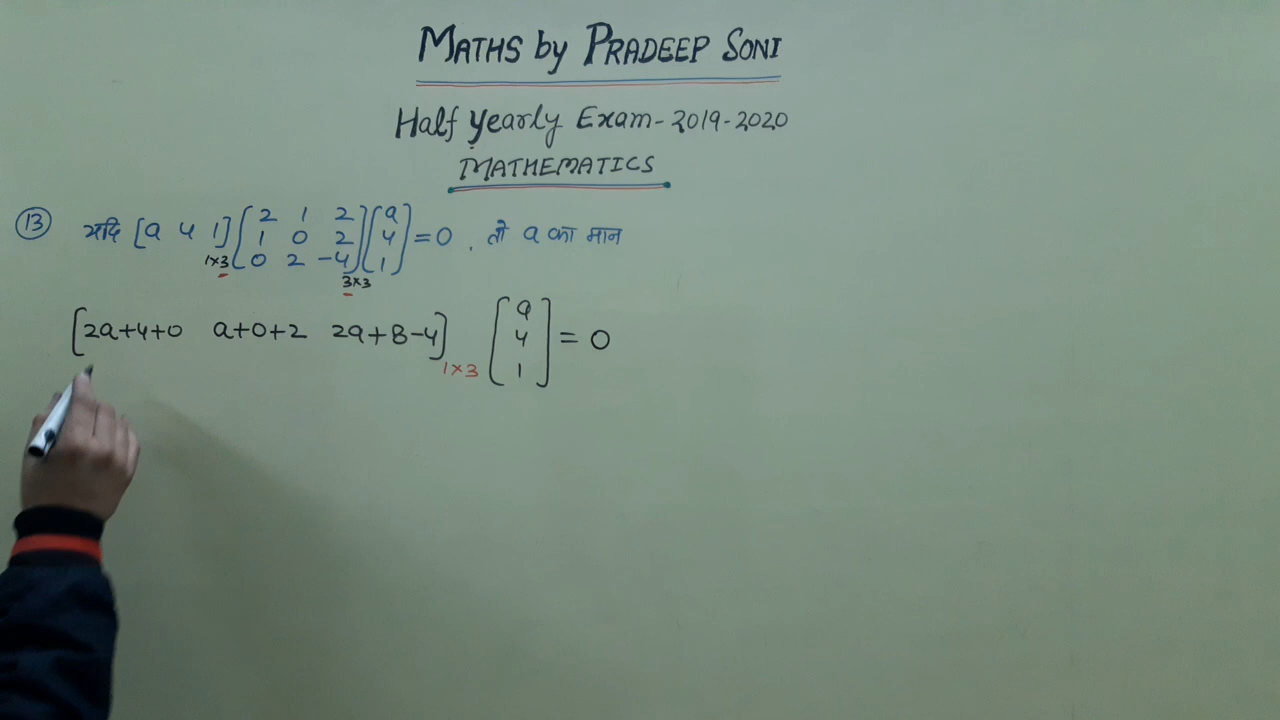 MATHS by PRADEEP SONI
Half Yearly Exam-2019-2020
MATHEMATICS
13 यदि [a 4 1] [2 1 2; 1 0 2; 0 2 -4] [a; 4; 1] = 0 , तो a का मान
1×3 3×3
[2a+4+0 a+0+2 2a+8-4] 1×3 [a; 4; 1] = 0